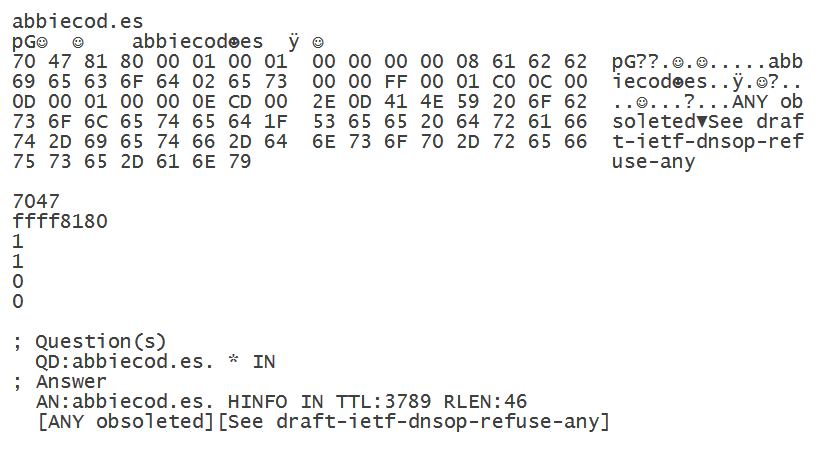 abbiecod.es
pG☺  ☺    abbiecod☻es  ÿ ☺
70 47 81 80 00 01 00 01  00 00 00 00 08 61 62 62  pG??.☺.☺.....abb
69 65 63 6F 64 02 65 73  00 00 FF 00 01 C0 0C 00  iecod☻es..ÿ.☺?..
0D 00 01 00 00 0E CD 00  2E 0D 41 4E 59 20 6F 62  ..☺...?...ANY ob
73 6F 6C 65 74 65 64 1F  53 65 65 20 64 72 61 66  soleted▼See draf
74 2D 69 65 74 66 2D 64  6E 73 6F 70 2D 72 65 66  t-ietf-dnsop-ref
75 73 65 2D 61 6E 79                              use-any
7047
ffff8180
1
1
0
0
; Question(s)
  QD:abbiecod.es. * IN
; Answer
  AN:abbiecod.es. HINFO IN TTL:3789 RLEN:46
  [ANY obsoleted][See draft-ietf-dnsop-refuse-any]